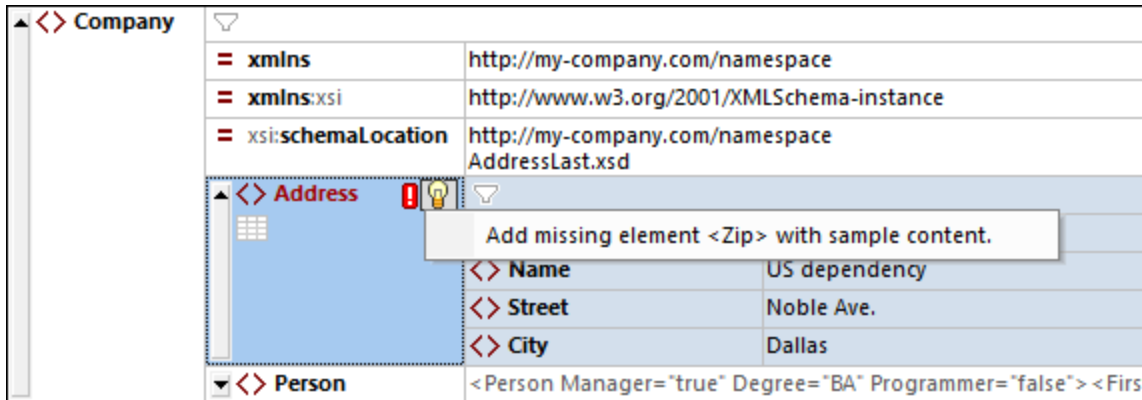 <> Company
= xmlns http://my-company.com/namespace
= xmlns:xsi http://www.w3.org/2001/XMLSchema-instance
= xsi:schemaLocation http://my-company.com/namespace
AddressLast.xsd
<> Address !
Add missing element <Zip> with sample content.
<> Name US dependency
<> Street Noble Ave.
<> City Dallas
<> Person <Person Manager="true" Degree="BA" Programmer="false"><Firs